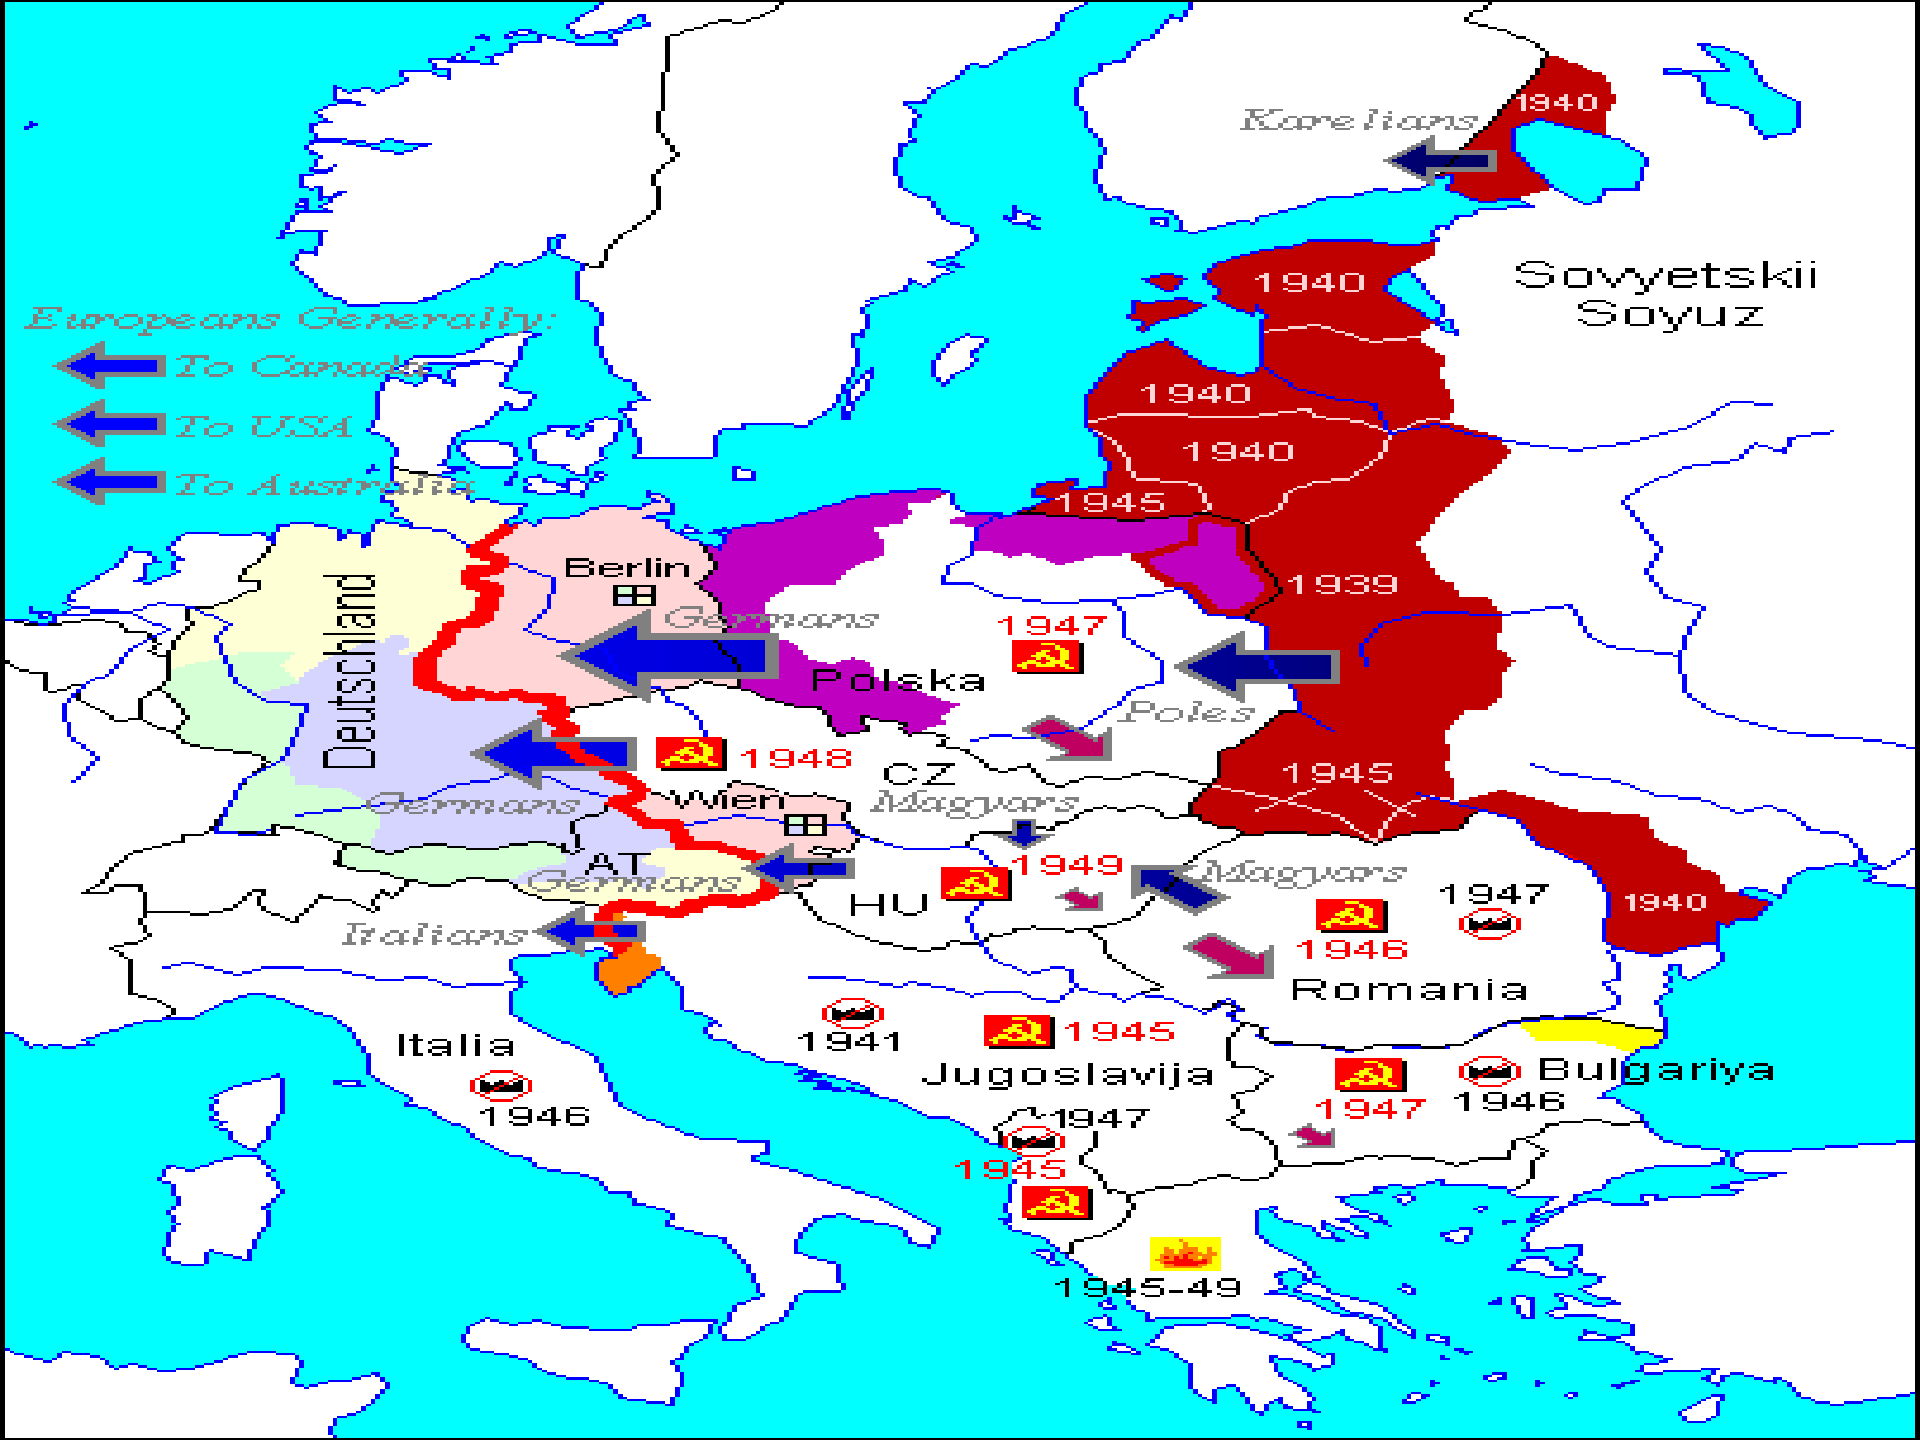 1940
Karelians
Sovyetskii
Soyuz
1940
Europeans Generally:
To Canada
To USA
To Australia
1940
1940
1945
Berlin
Deutschland
1939
Germans
1947
Polska
Poles
1948
CZ
1945
Wien
Germans
Magyars
AT
1949
Magyars
Germans
HU
1947
1940
Italians
1946
Romania
1941
1945
Italia
Jugoslavija
Bulgariya
1946
1947
1946
1947
1945
1945-49